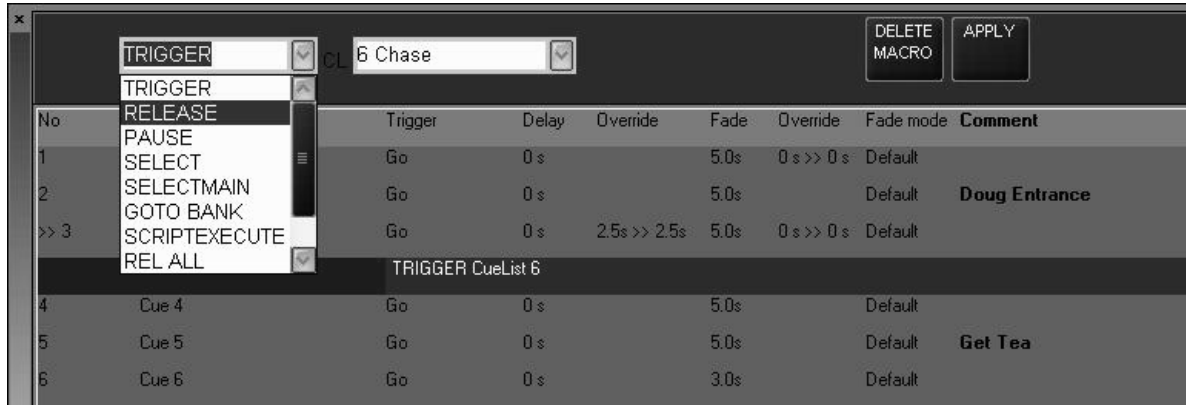 x
TRIGGER CL 6 Chase DELETE MACRO APPLY
TRIGGER
RELEASE
PAUSE
SELECT
SELECTMAIN
GOTO BANK
SCRIPTEXECUTE
REL ALL
No Trigger Delay Override Fade Override Fade mode Comment
1 Go 0 s 5.0s 0 s >> 0 s Default
2 Go 0 s 5.0s Default Doug Entrance
>> 3 Go 0 s 2.5s >> 2.5s 5.0s 0 s >> 0 s Default
TRIGGER CueList 6
4 Cue 4 Go 0 s 5.0s Default
5 Cue 5 Go 0 s 5.0s Default Get Tea
6 Cue 6 Go 0 s 3.0s Default